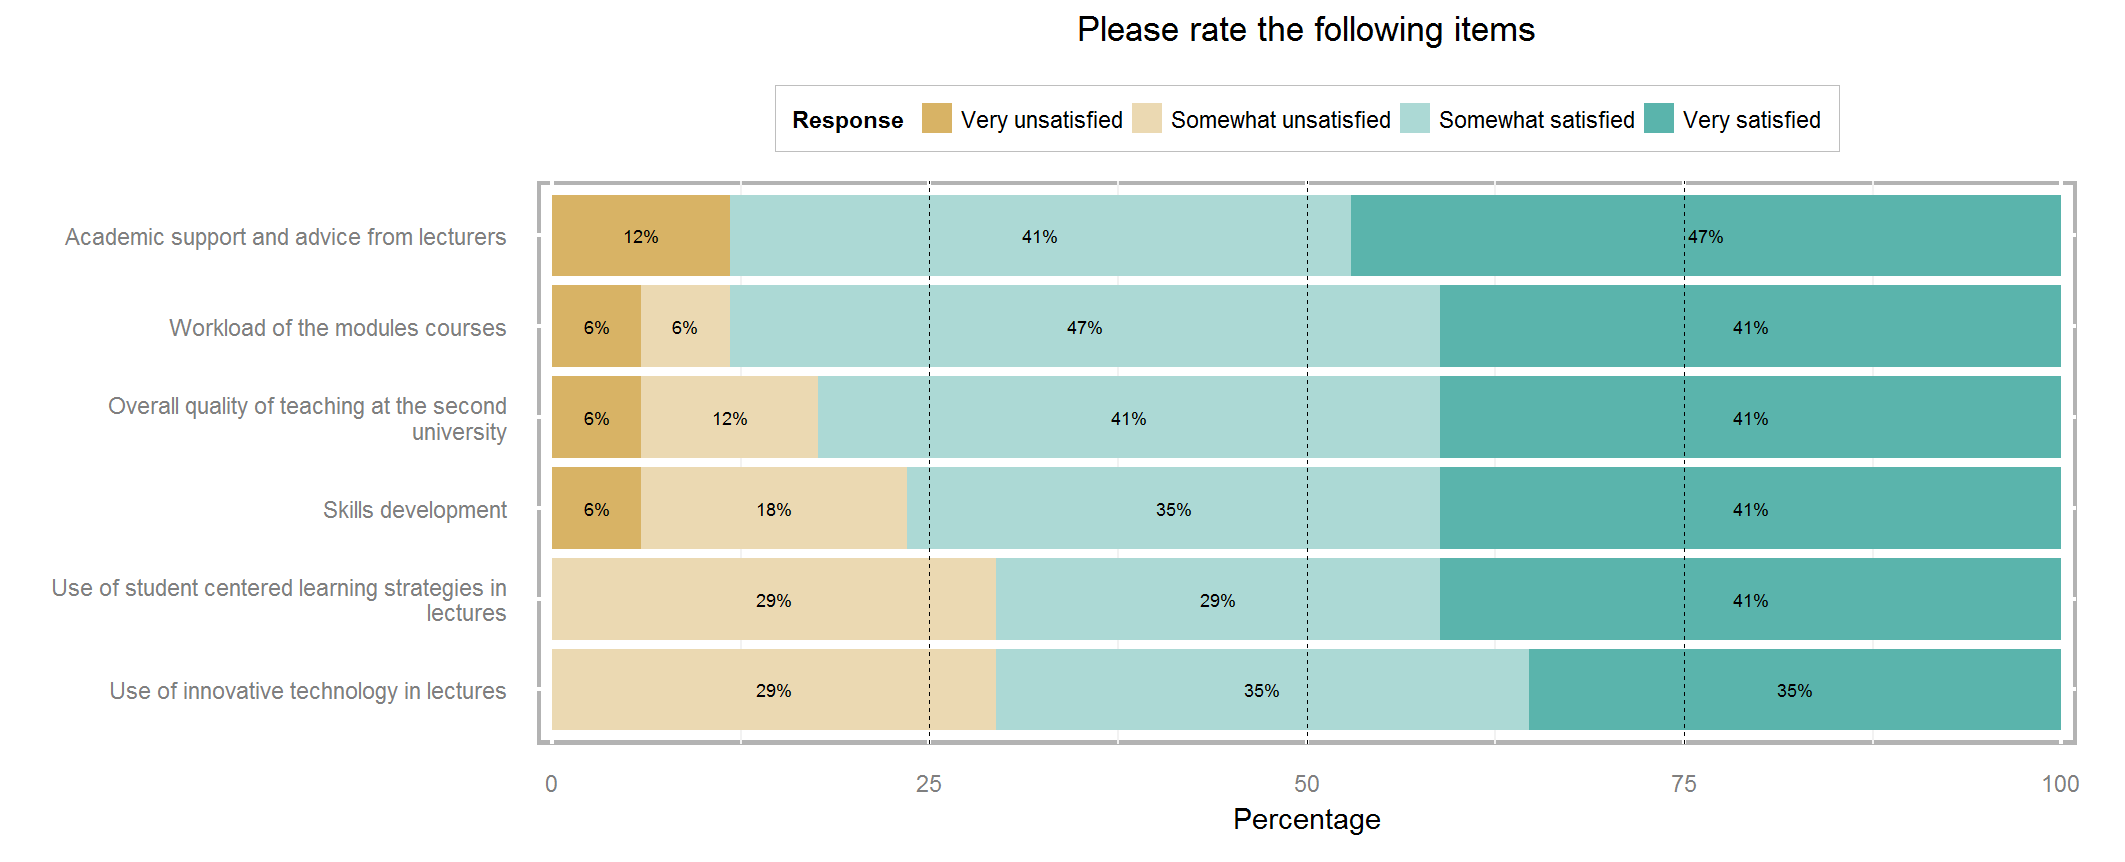 Please rate the following items
Response Very unsatisfied Somewhat unsatisfied Somewhat satisfied Very satisfied
Academic support and advice from lecturers 12% 41% 47%
Workload of the modules courses 6% 6% 47% 41%
Overall quality of teaching at the second
university
6% 12% 41% 41%
Skills development 6% 18% 35% 41%
Use of student centered learning strategies in
lectures
29% 29% 41%
Use of innovative technology in lectures 29% 35% 35%
0 25 50 75 100
Percentage